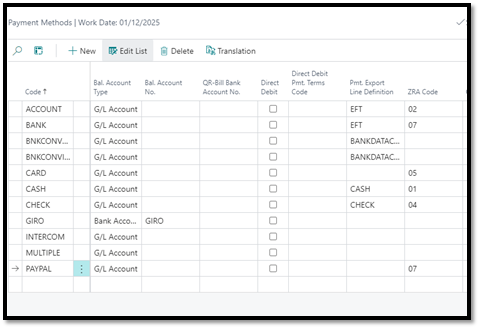 Payment Methods | Work Date: 01/12/2025
New Edit List Delete Translation
Code ↑ Bal. Account Type Bal. Account No. QR-Bill Bank Account No. Direct Debit Direct Debit Pmt. Terms Code Pmt. Export Line Definition ZRA Code
ACCOUNT G/L Account EFT 02
BANK G/L Account EFT 07
BNKCONV... G/L Account BANKDATAC...
BNKCONVI... G/L Account BANKDATAC...
CARD G/L Account 05
CASH G/L Account CASH 01
CHECK G/L Account CHECK 04
GIRO Bank Acco... GIRO
INTERCOM G/L Account
MULTIPLE G/L Account
PAYPAL G/L Account 07